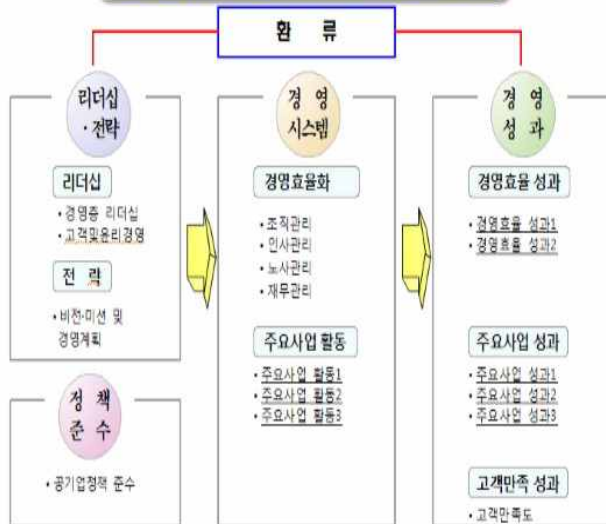 환 류
리더십
·전략
리더십
• 경영층 리더십
• 고객및윤리경영
전 략
• 비전·미션 및
경영계획
정 책
준 수
• 공기업정책 준수
경 영
시스템
경영효율화
• 조직관리
• 인사관리
• 노사관리
• 재무관리
주요사업 활동
• 주요사업 활동1
• 주요사업 활동2
• 주요사업 활동3
경 영
성 과
경영효율 성과
• 경영효율 성과1
• 경영효율 성과2
주요사업 성과
• 주요사업 성과1
• 주요사업 성과2
• 주요사업 성과3
고객만족 성과
• 고객만족도